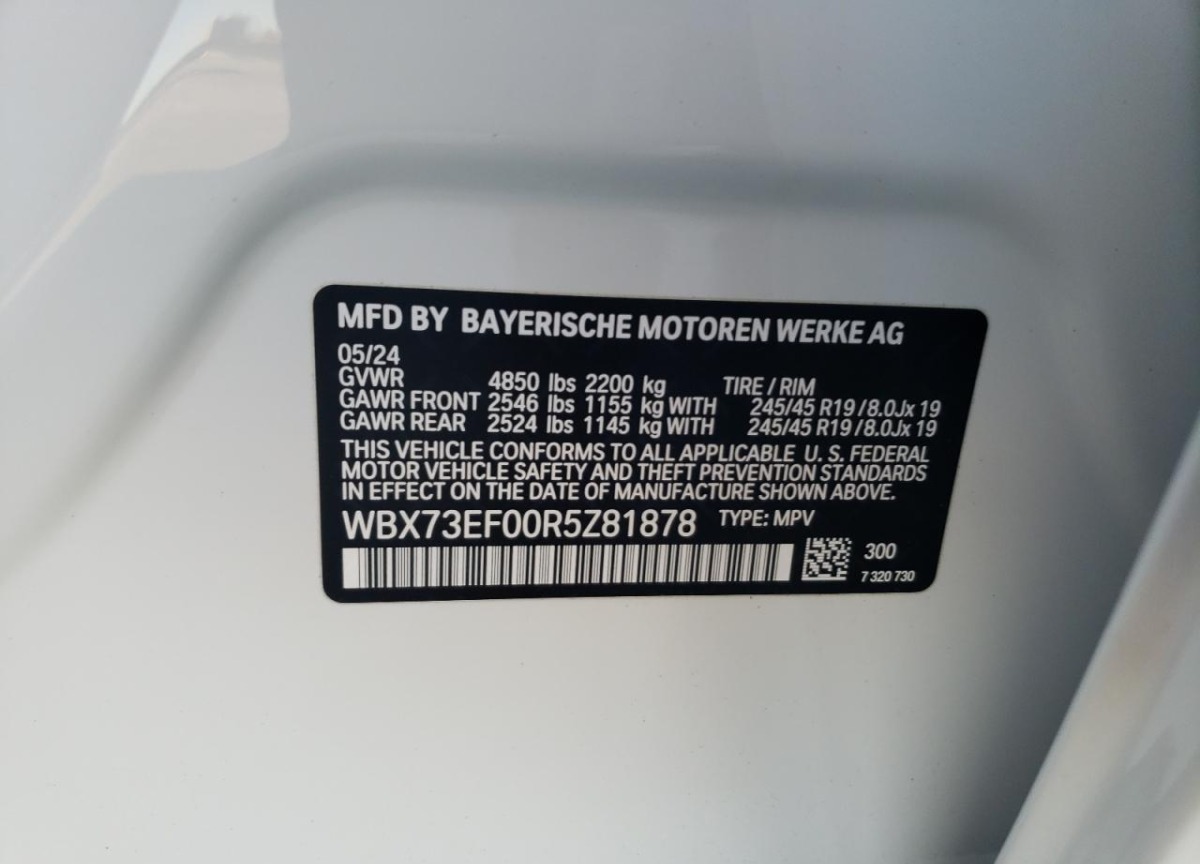 MFD BY BAYERISCHE MOTOREN WERKE AG
05/24
GVWR 4850 lbs 2200 kg TIRE / RIM
GAWR FRONT 2546 lbs 1155 kg WITH 245/45 R19 /8.0Jx 19
GAWR REAR 2524 lbs 1145 kg WITH 245/45 R19 /8.0Jx 19
THIS VEHICLE CONFORMS TO ALL APPLICABLE U. S. FEDERAL
MOTOR VEHICLE SAFETY AND THEFT PREVENTION STANDARDS
IN EFFECT ON THE DATE OF MANUFACTURE SHOWN ABOVE.
WBX73EF00R5Z81878 TYPE: MPV
300
7 320 730